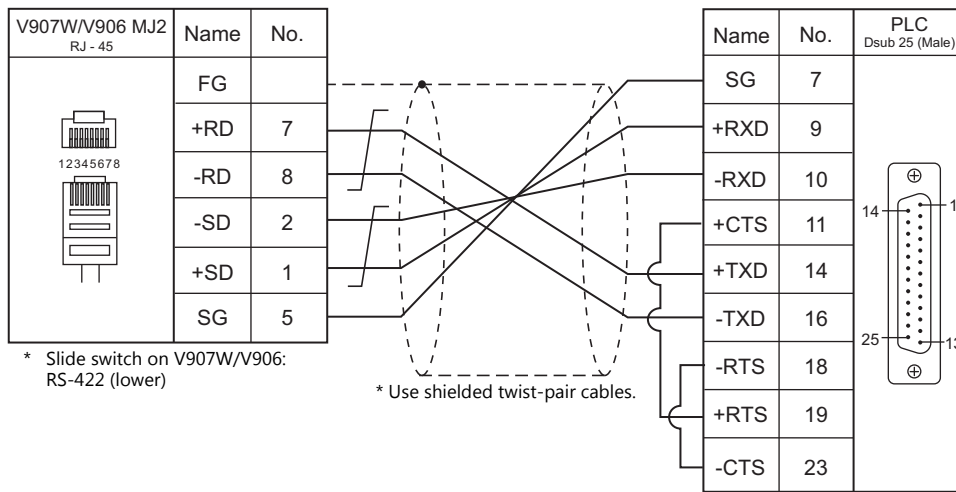 V907W/V906 MJ2
RJ - 45
Name No.
FG
+RD 7
-RD 8
-SD 2
+SD 1
SG 5
12345678
* Slide switch on V907W/V906:
RS-422 (lower)
* Use shielded twist-pair cables.
Name No.
PLC
Dsub 25 (Male)
SG 7
+RXD 9
-RXD 10
+CTS 11
+TXD 14
-TXD 16
-RTS 18
+RTS 19
-CTS 23
14 1
25 13